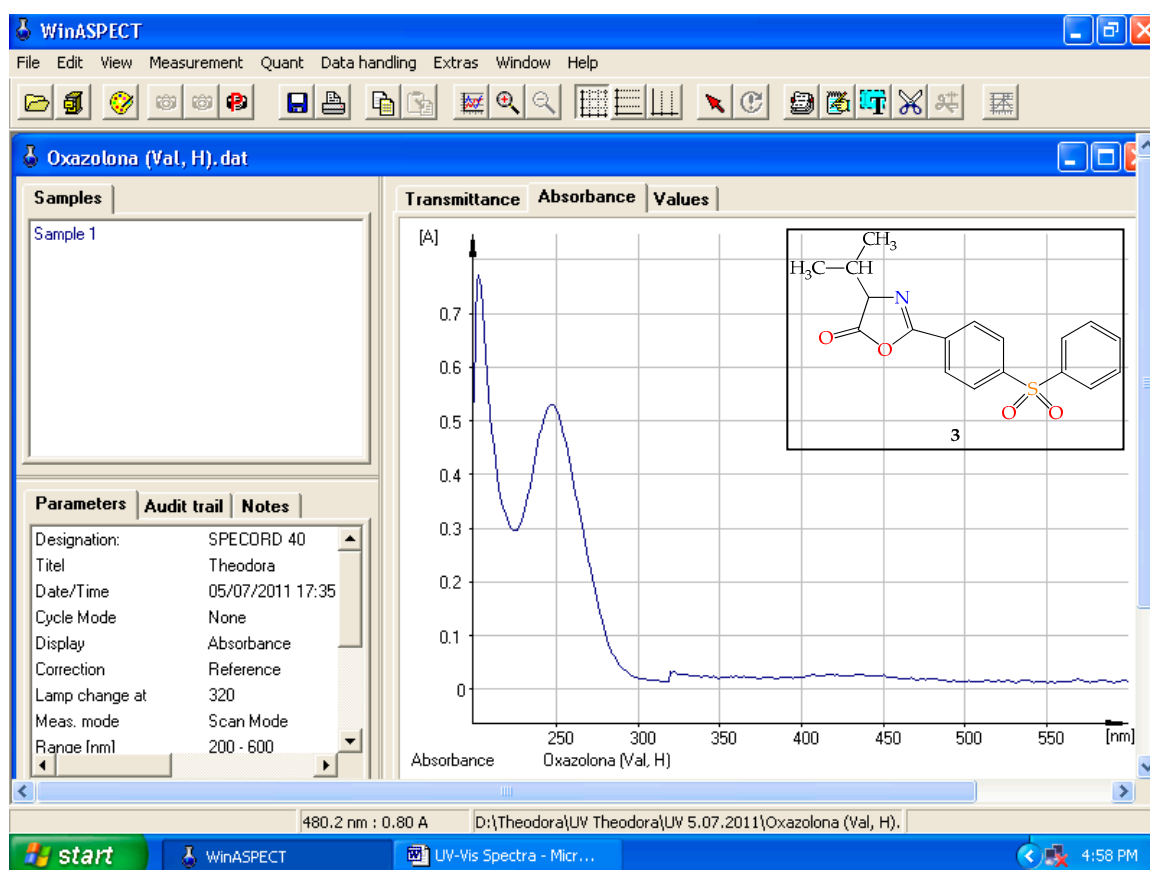 WinASPECT
File Edit View Measurement Quant Data handling Extras Window Help
Oxazolona (Val, H).dat
Samples
Sample 1
Parameters Audit trail Notes
Designation: SPECORD 40
Titel Theodora
Date/Time 05/07/2011 17:35
Cycle Mode None
Display Absorbance
Correction Reference
Lamp change at 320
Meas. mode Scan Mode
Range [nm] 200 - 600
Transmittance Absorbance Values
[A]
0.7
0.6
0.5
0.4
0.3
0.2
0.1
0
250 300 350 400 450 500 550 [nm]
Absorbance Oxazolona (Val, H)
CH3
H3C CH
N
O
O
S
O O
3
480.2 nm : 0.80 A D:\Theodora\UV Theodora\UV 5.07.2011\Oxazolona (Val, H).
start WinASPECT UV-Vis Spectra - Micr... 4:58 PM